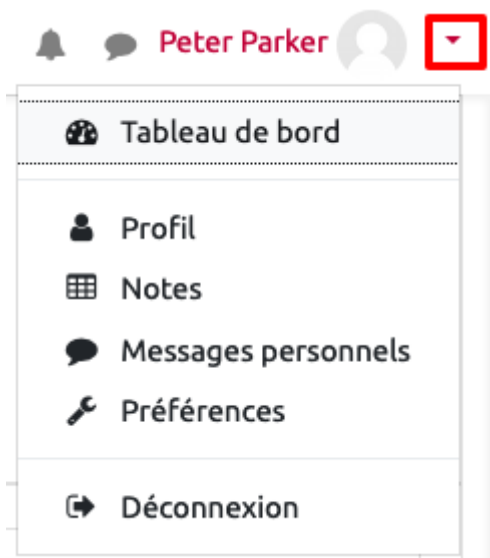 Peter Parker
Tableau de bord
Profil
Notes
Messages personnels
Préférences
Déconnexion